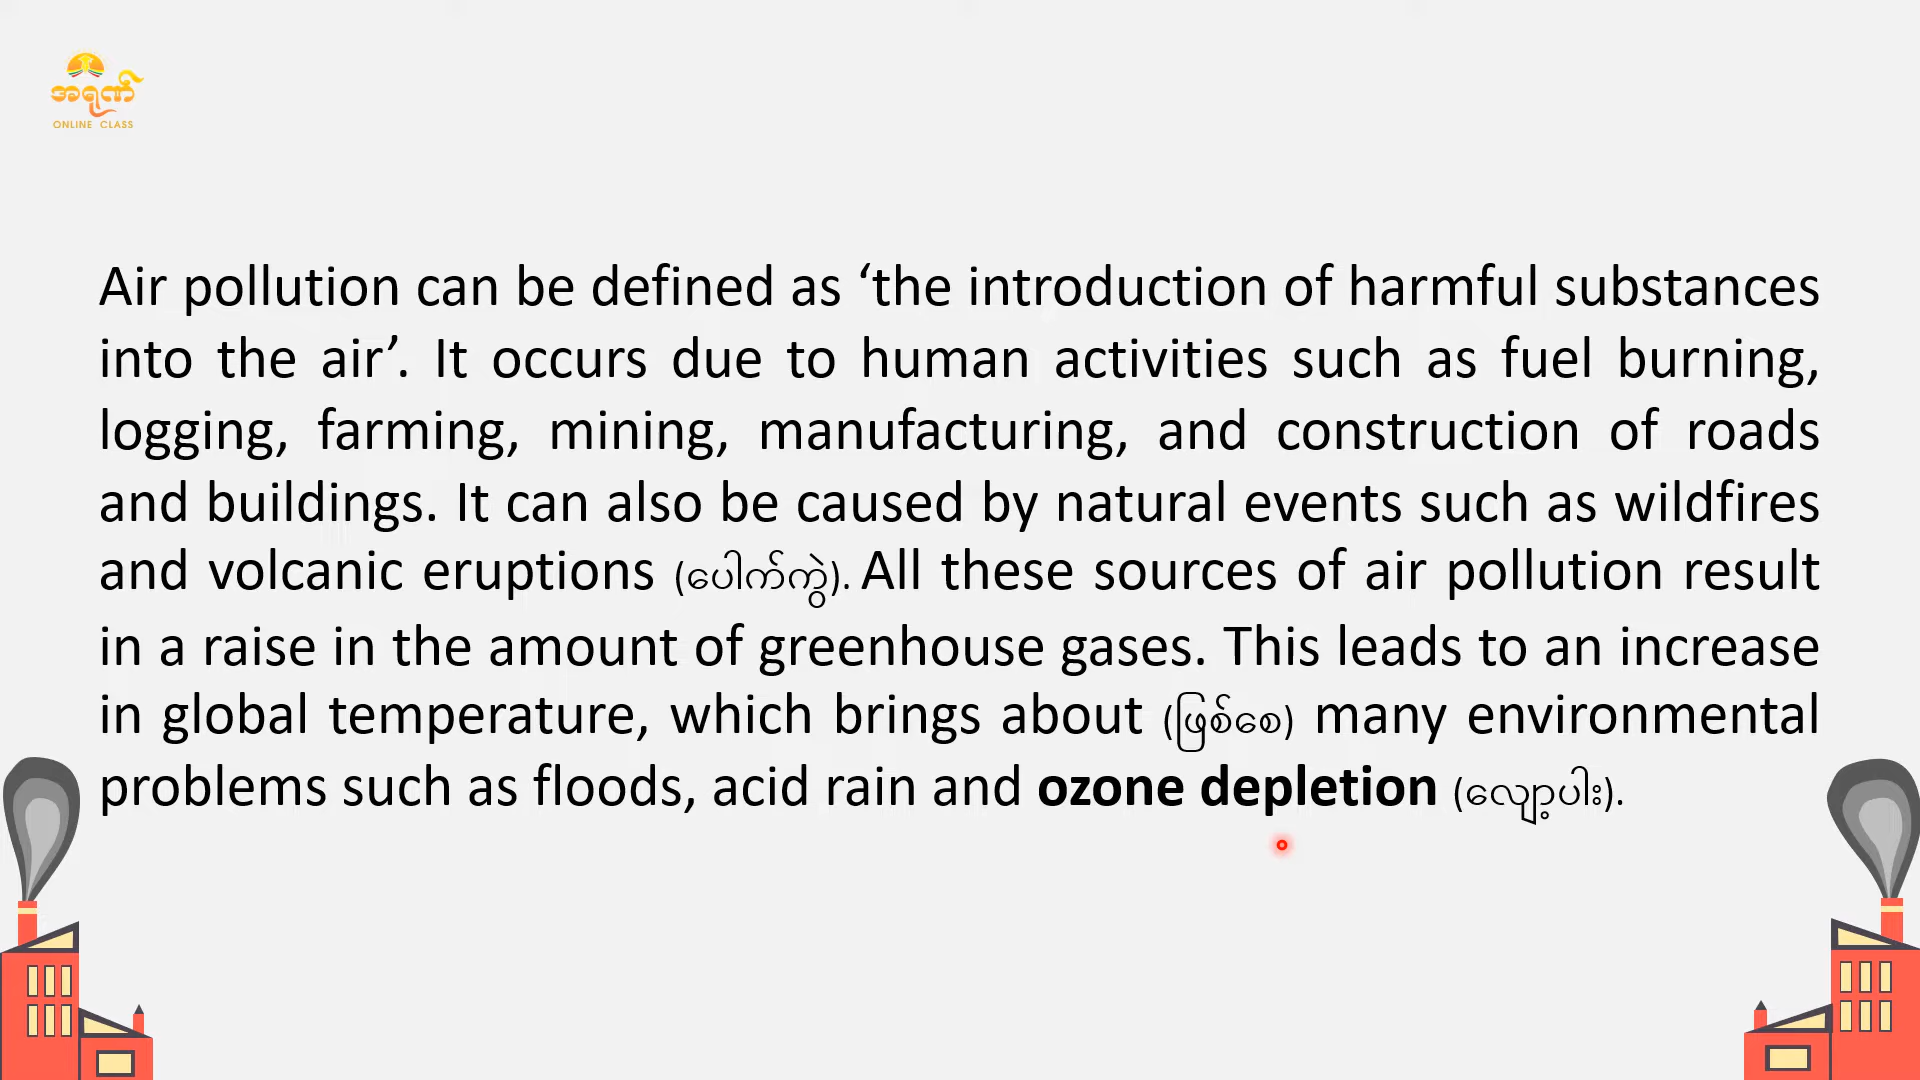 အရုဏ်
ONLINE CLASS
Air pollution can be defined as ‘the introduction of harmful substances
into the air’. It occurs due to human activities such as fuel burning,
logging, farming, mining, manufacturing, and construction of roads
and buildings. It can also be caused by natural events such as wildfires
and volcanic eruptions (ပေါက်ကွဲ). All these sources of air pollution result
in a raise in the amount of greenhouse gases. This leads to an increase
in global temperature, which brings about (ဖြစ်စေ) many environmental
problems such as floods, acid rain and ozone depletion (လျော့ပါး).